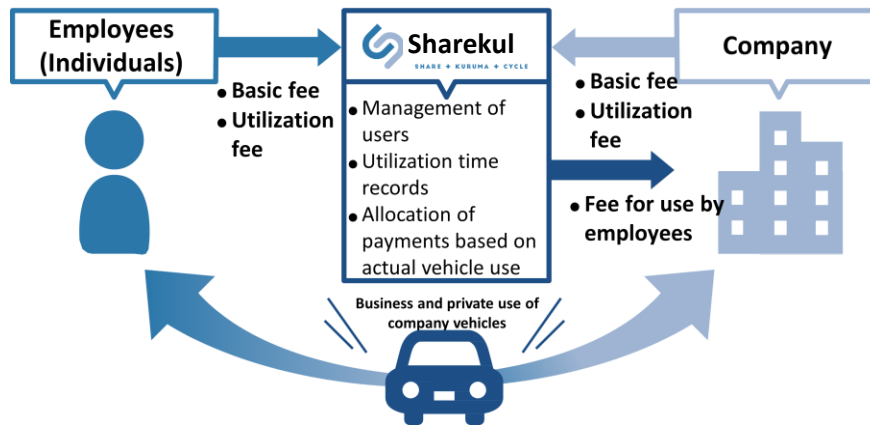 Employees
(Individuals)
Sharekul
SHARE + KURUMA + CYCLE
Company
• Basic fee
• Utilization
fee
• Management of
users
• Utilization time
records
• Allocation of
payments based on
actual vehicle use
• Basic fee
• Utilization
fee
• Fee for use by
employees
Business and private use of
company vehicles